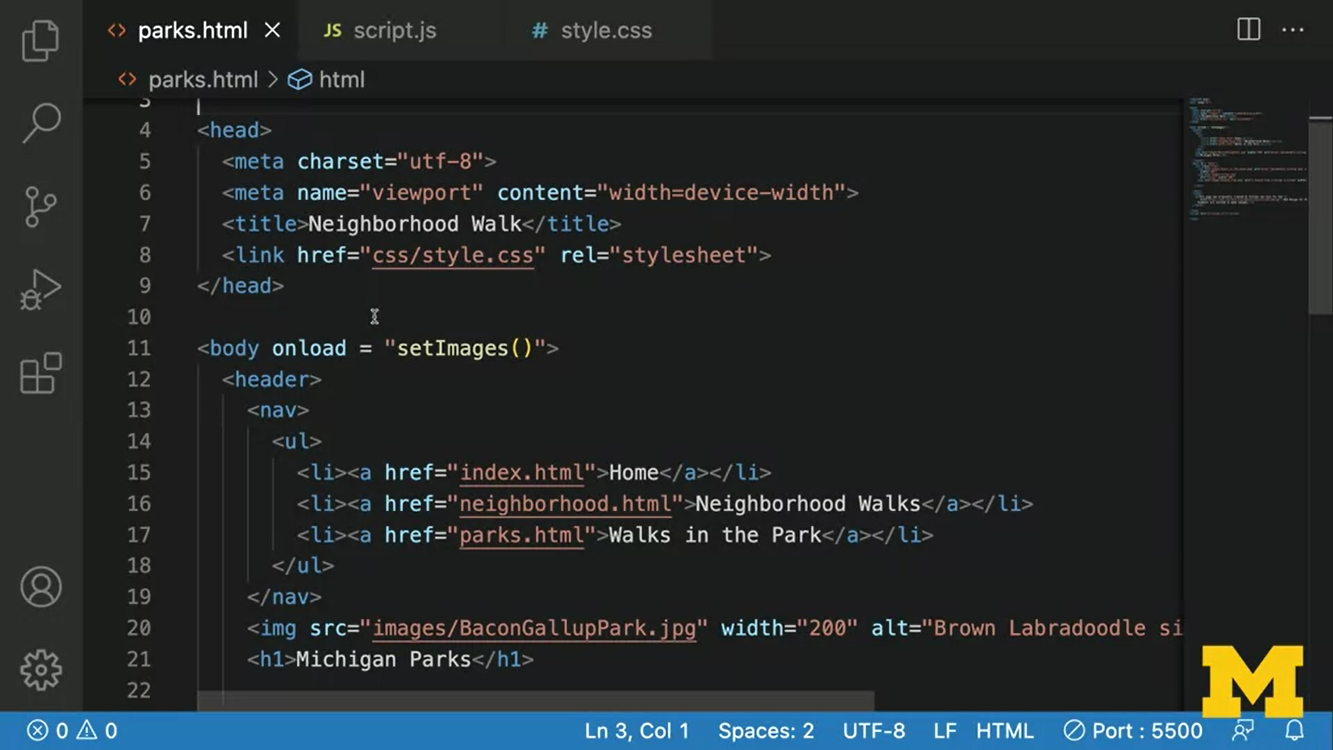 parks.html
JS script.js
# style.css
parks.html > html
3
4 <head>
5 <meta charset="utf-8">
6 <meta name="viewport" content="width=device-width">
7 <title>Neighborhood Walk</title>
8 <link href="css/style.css" rel="stylesheet">
9 </head>
10
11 <body onload = "setImages()">
12 <header>
13 <nav>
14 <ul>
15 <li><a href="index.html">Home</a></li>
16 <li><a href="neighborhood.html">Neighborhood Walks</a></li>
17 <li><a href="parks.html">Walks in the Park</a></li>
18 </ul>
19 </nav>
20 <img src="images/BaconGallupPark.jpg" width="200" alt="Brown Labradoodle si
21 <h1>Michigan Parks</h1>
22
M
0 0 Ln 3, Col 1 Spaces: 2 UTF-8 LF HTML Port : 5500